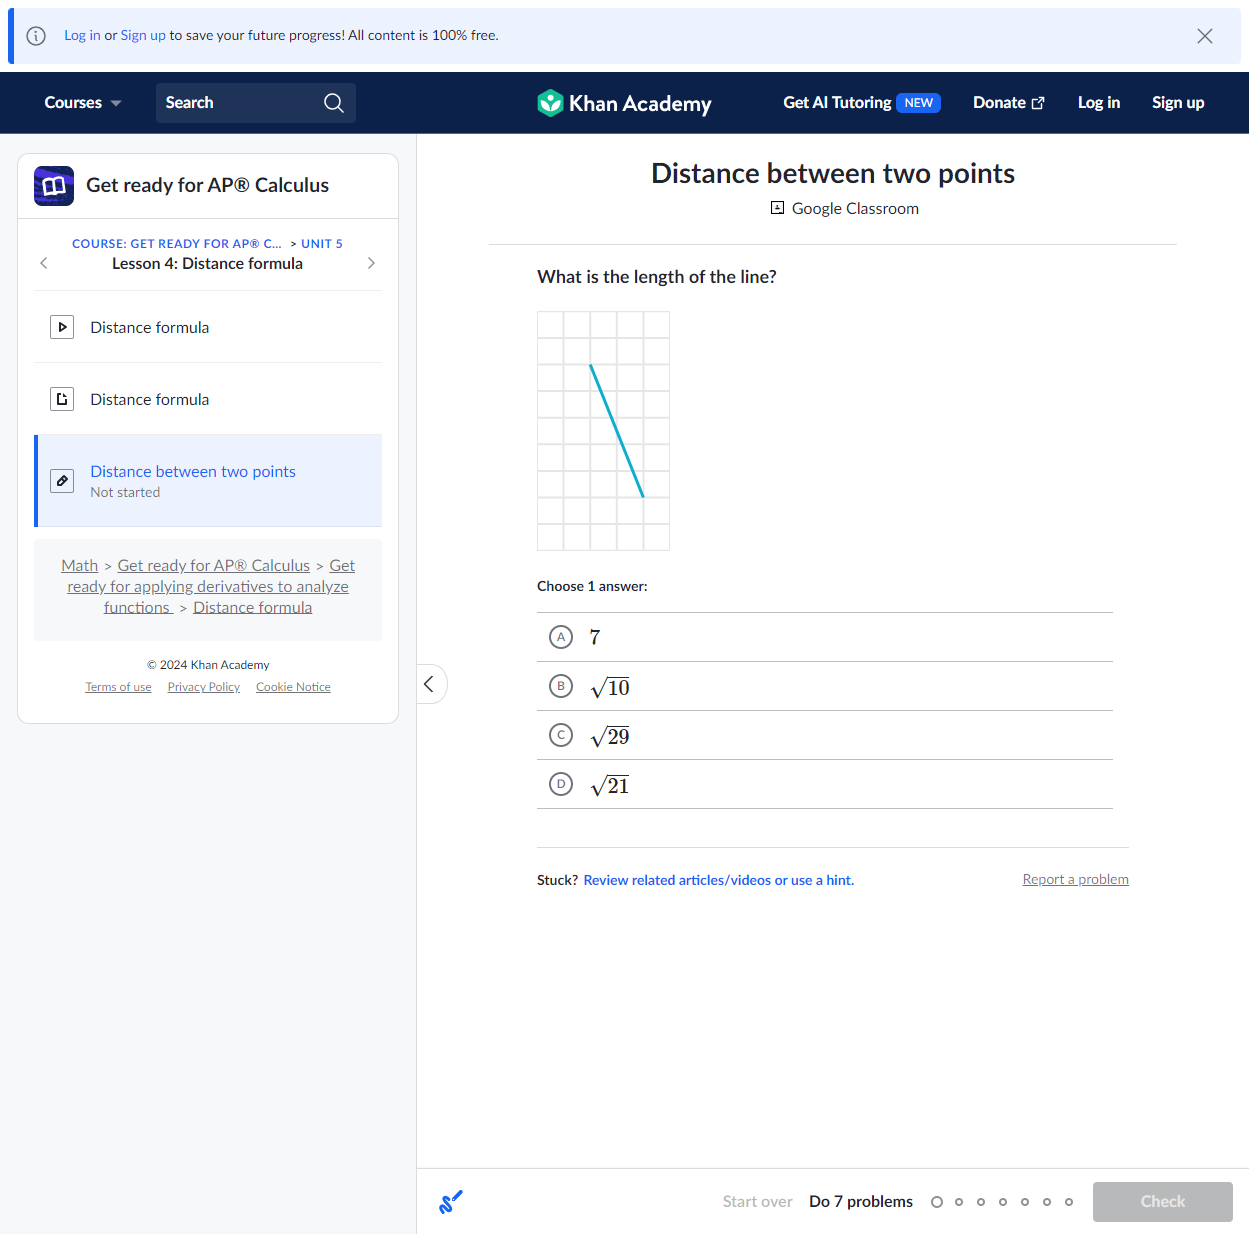 Log in or Sign up to save your future progress! All content is 100% free.
Courses
Search
Khan Academy
Get AI Tutoring NEW
Donate
Log in
Sign up
Get ready for AP® Calculus
COURSE: GET READY FOR AP® C... > UNIT 5
Lesson 4: Distance formula
Distance formula
Distance formula
Distance between two points
Not started
Math > Get ready for AP® Calculus > Get
ready for applying derivatives to analyze
functions > Distance formula
© 2024 Khan Academy
Terms of use Privacy Policy Cookie Notice
Distance between two points
Google Classroom
What is the length of the line?
Choose 1 answer:
A 7
B √10
C √29
D √21
Stuck? Review related articles/videos or use a hint.
Report a problem
Start over
Do 7 problems
Check